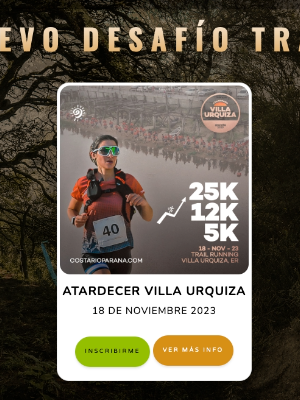 EVO DESAFÍO TR
VILLA
URQUIZA
40
25K
12K
5K
18 - NOV - 23
TRAIL RUNNING
VILLA URQUIZA, ER
COSTARIOPARANA.COM
ATARDECER VILLA URQUIZA
18 DE NOVIEMBRE 2023
INSCRIBIRME
VER MÁS INFO